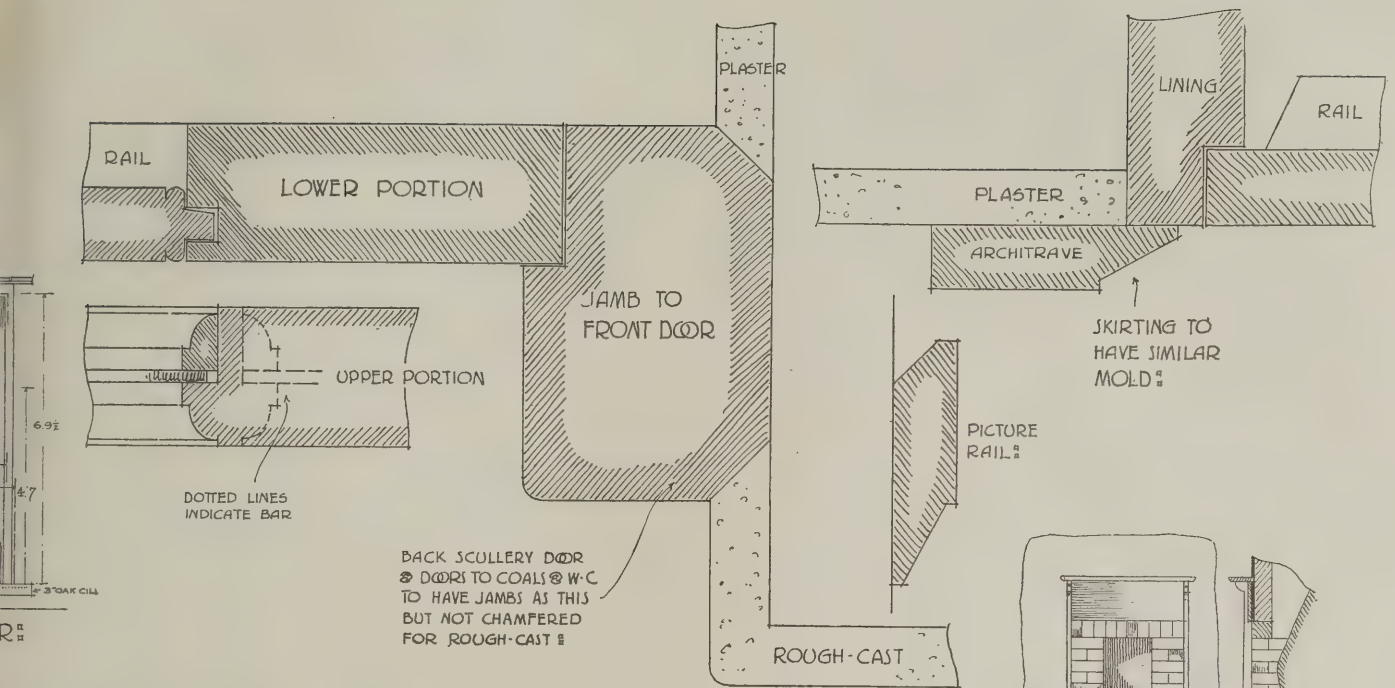 PLASTER
LINING
RAIL
RAIL
LOWER PORTION
PLASTER
ARCHITRAVE
JAMB TO
FRONT DOOR
SKIRTING TO
HAVE SIMILAR
MOLD
UPPER PORTION
6.9½
4.7
PICTURE
RAIL
DOTTED LINES
INDICATE BAR
BACK SCULLERY DOOR
& DOORS TO COALS & W.C
TO HAVE JAMBS AS THIS
BUT NOT CHAMFERED
FOR ROUGH-CAST
3" OAK CILL
R
ROUGH-CAST